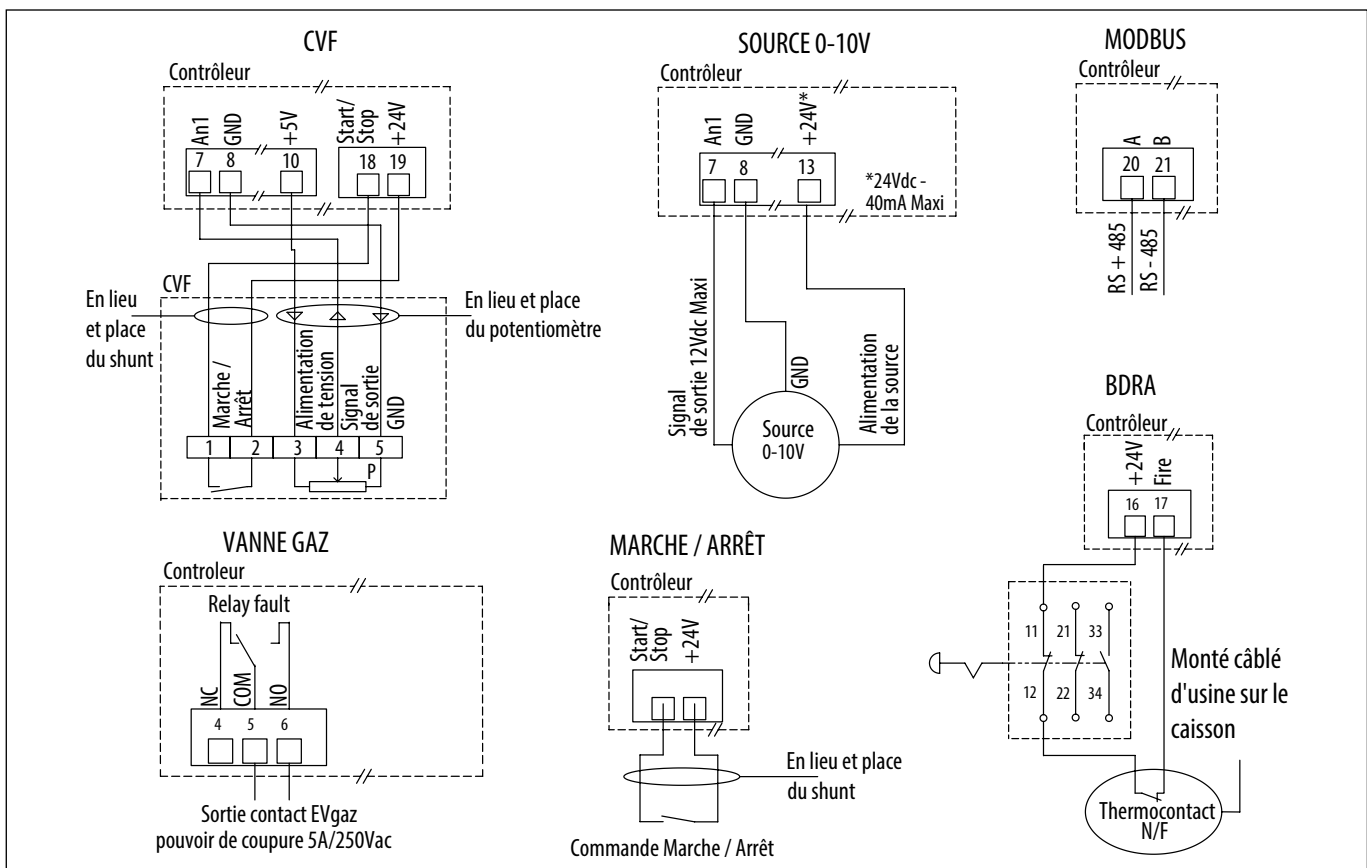 CVF
Contrôleur
An1
GND
+5V
Start/
Stop
+24V
7 8 10 18 19
CVF
En lieu
et place
du shunt
En lieu et place
du potentiomètre
Marche /
Arrêt
Alimentation
de tension
Signal
de sortie
GND
1 2 3 4 5
P
SOURCE 0-10V
Contrôleur
An1
GND
+24V*
7 8 13
*24Vdc -
40mA Maxi
Signal
de sortie 12Vdc Maxi
GND
Alimentation
de la source
Source
0-10V
MODBUS
Contrôleur
A
B
20 21
RS + 485
RS - 485
VANNE GAZ
Controleur
Relay fault
NC
COM
NO
4 5 6
Sortie contact EVgaz
pouvoir de coupure 5A/250Vac
MARCHE / ARRÊT
Contrôleur
Start/
Stop
+24V
En lieu et place
du shunt
Commande Marche / Arrêt
BDRA
Contrôleur
+24V
Fire
16 17
11 21 33
12 22 34
Monté câblé
d'usine sur le
caisson
Thermocontact
N/F